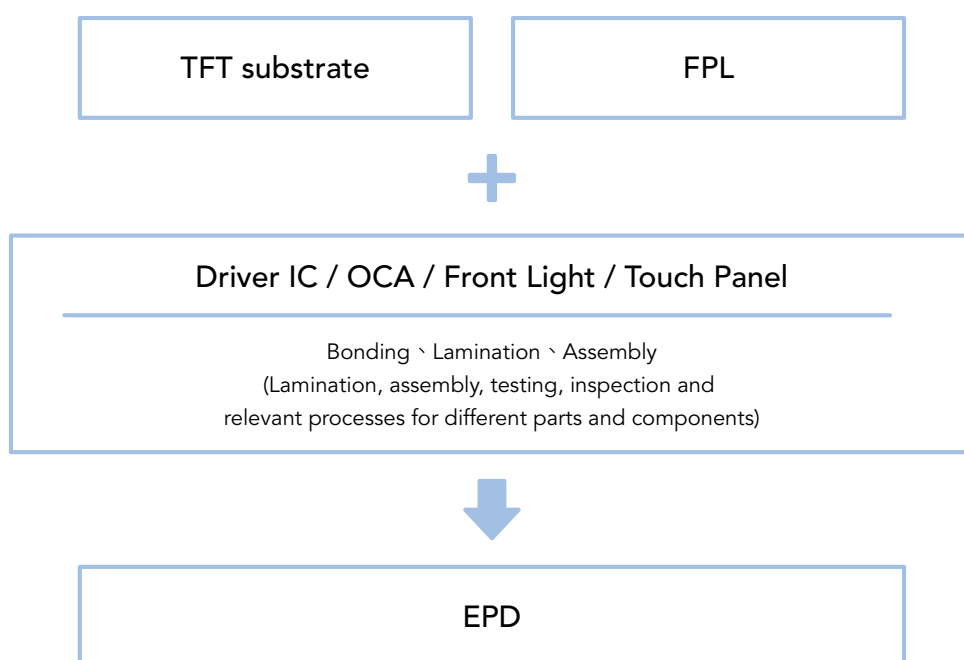 TFT substrate
FPL
Driver IC / OCA / Front Light / Touch Panel
Bonding、Lamination、Assembly
(Lamination, assembly, testing, inspection and
relevant processes for different parts and components)
EPD